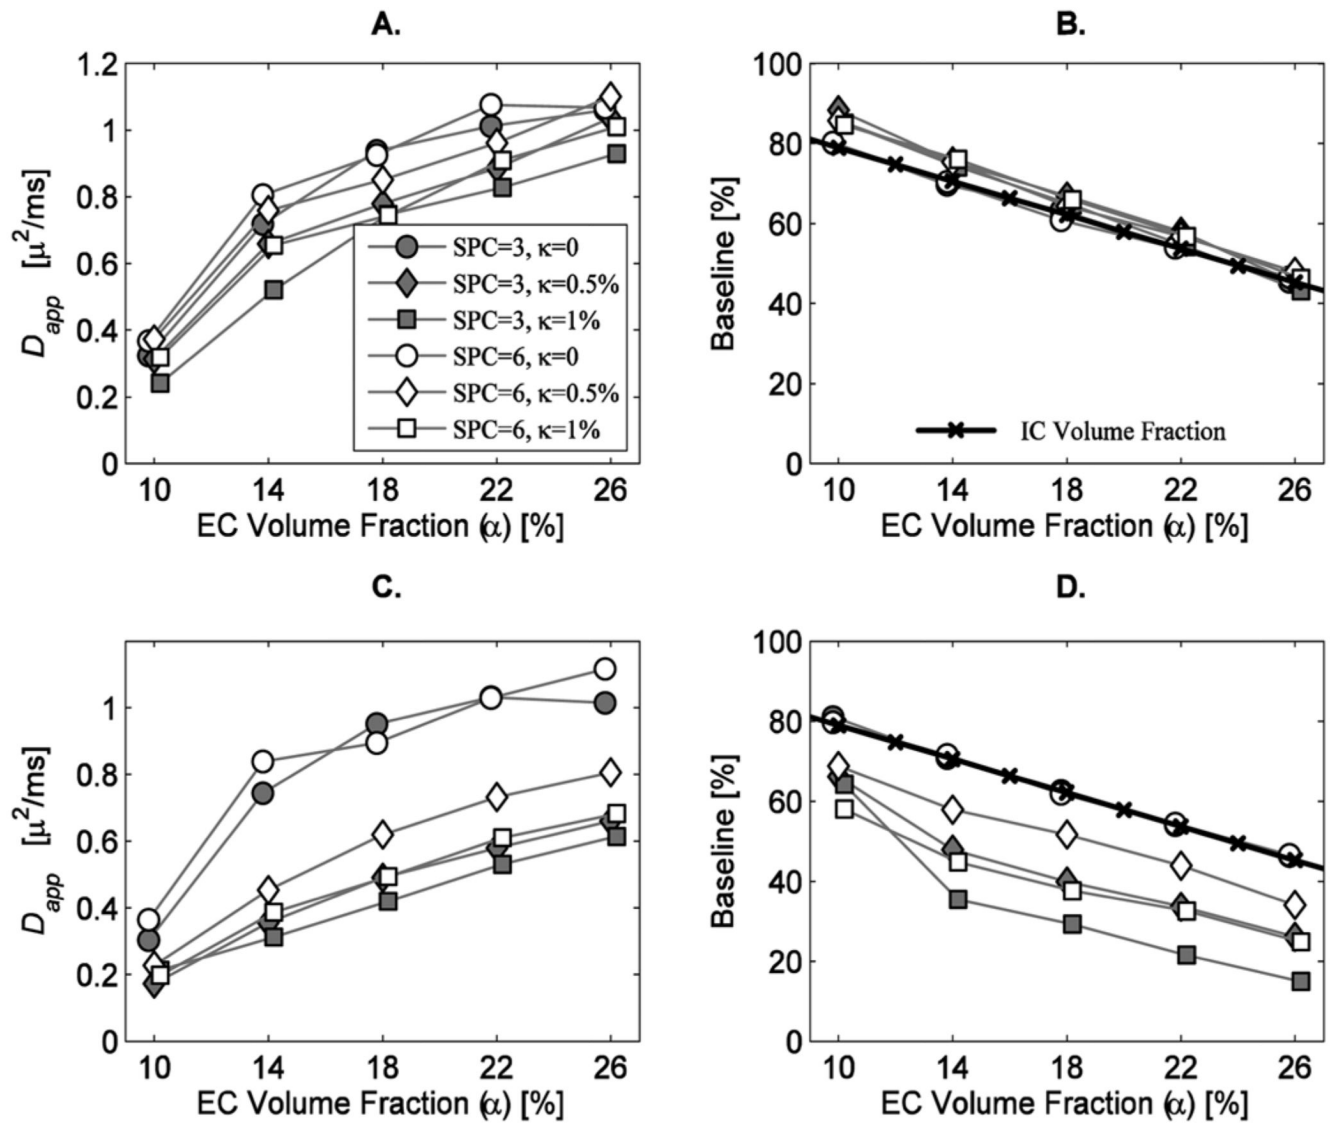 A.
1.2
1
0.8
0.6
0.4
0.2
0
D_app [μ²/ms]
SPC=3, κ=0
SPC=3, κ=0.5%
SPC=3, κ=1%
SPC=6, κ=0
SPC=6, κ=0.5%
SPC=6, κ=1%
10 14 18 22 26
EC Volume Fraction (α) [%]
B.
100
80
60
40
20
0
Baseline [%]
IC Volume Fraction
10 14 18 22 26
EC Volume Fraction (α) [%]
C.
1
0.8
0.6
0.4
0.2
0
D_app [μ²/ms]
10 14 18 22 26
EC Volume Fraction (α) [%]
D.
100
80
60
40
20
0
Baseline [%]
10 14 18 22 26
EC Volume Fraction (α) [%]